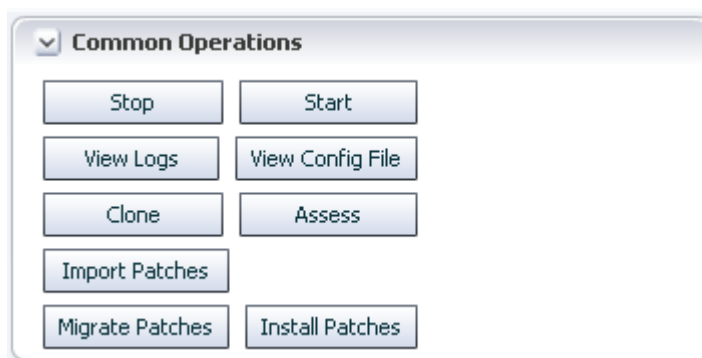 Common Operations
Stop Start
View Logs View Config File
Clone Assess
Import Patches
Migrate Patches Install Patches